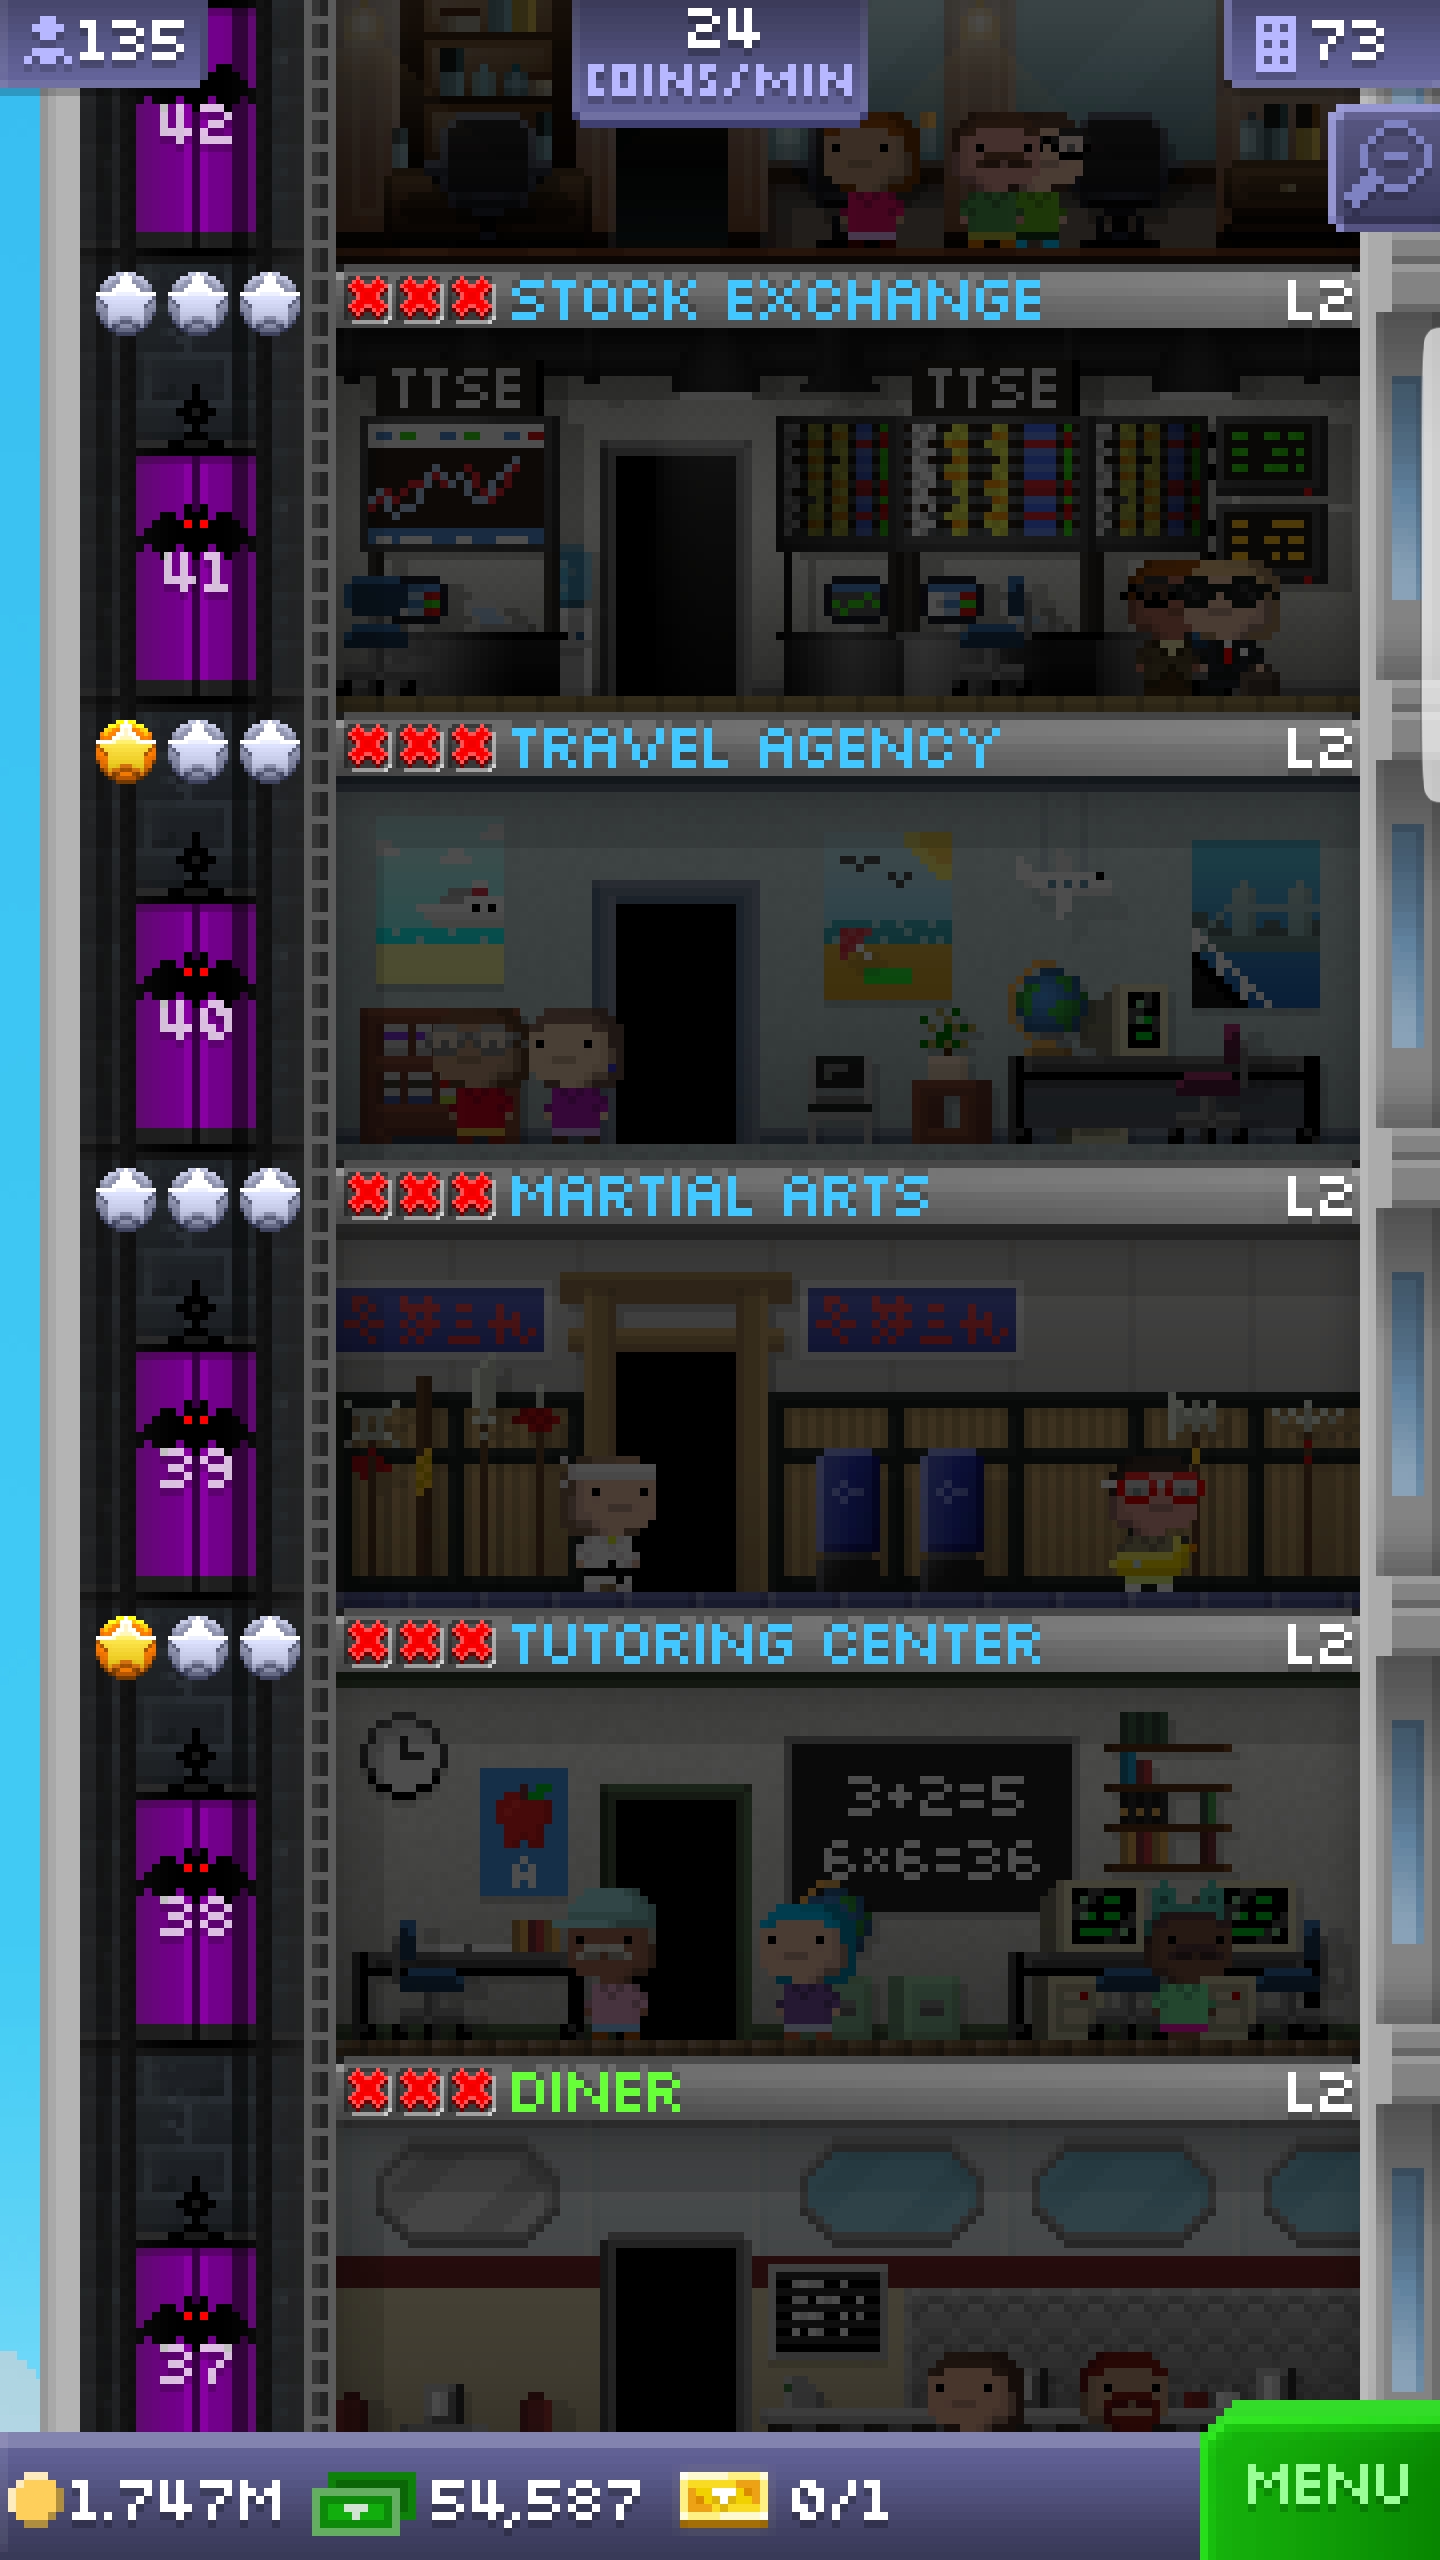 135
24
COINS/MIN
73
42
STOCK EXCHANGE L2
TTSE TTSE
41
TRAVEL AGENCY L2
40
MARTIAL ARTS L2
39
TUTORING CENTER L2
3+2=5
6×6=36
A
38
DINER L2
37
1.747M 54,587 0/1
MENU